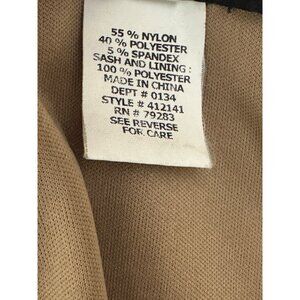 55 % NYLON
40 % POLYESTER
5 % SPANDEX
SASH AND LINING :
100 % POLYESTER
MADE IN CHINA
DEPT # 0134
STYLE # 412141
RN # 79283
SEE REVERSE
FOR CARE